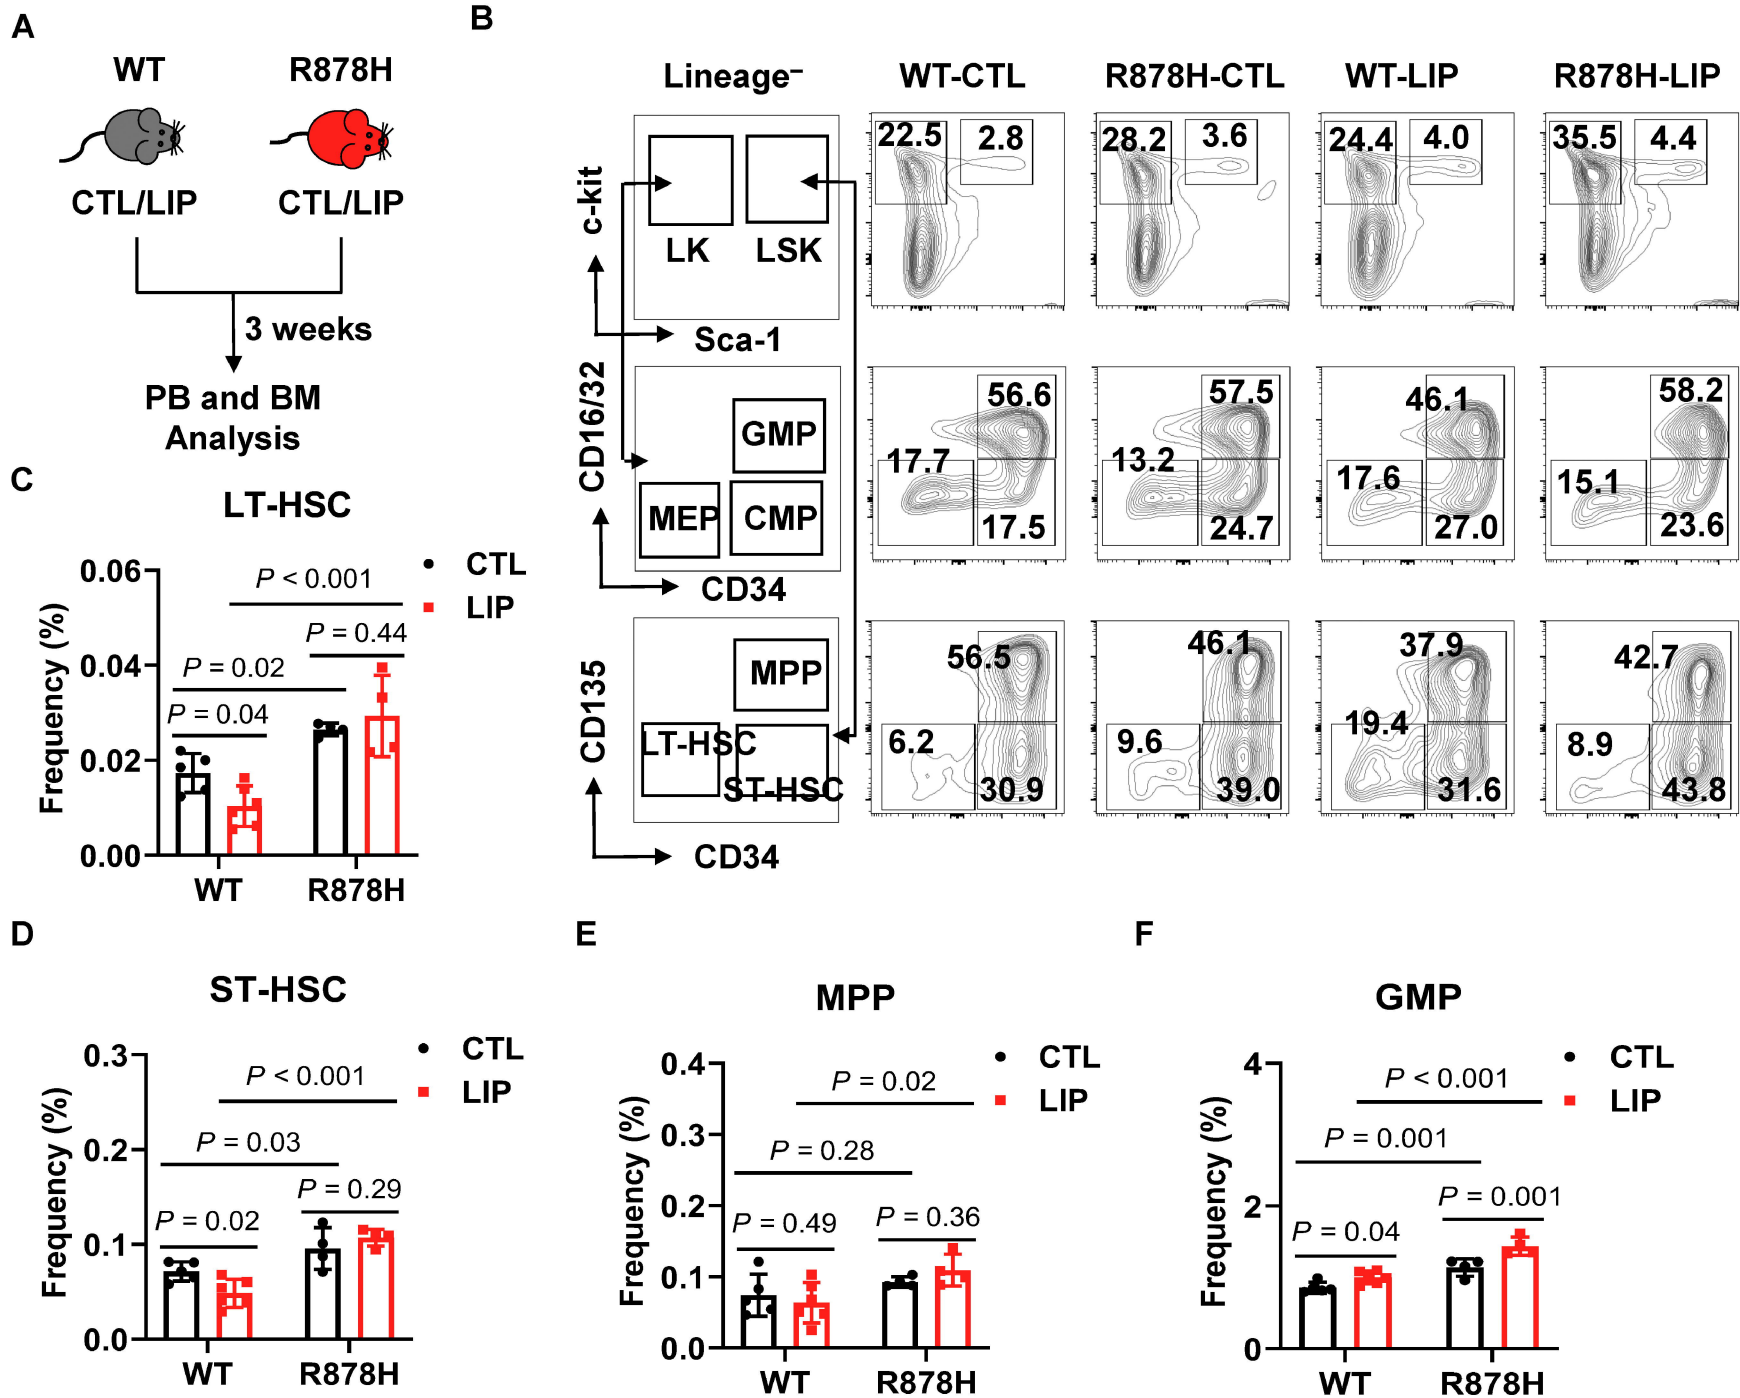 A
WT
R878H
CTL/LIP
CTL/LIP
3 weeks
PB and BM
Analysis
B
Lineage⁻
WT-CTL
R878H-CTL
WT-LIP
R878H-LIP
c-kit
LK
LSK
Sca-1
22.5
2.8
28.2
3.6
24.4
4.0
35.5
4.4
CD16/32
GMP
MEP
CMP
CD34
56.6
17.7
17.5
57.5
13.2
24.7
46.1
17.6
27.0
58.2
15.1
23.6
CD135
MPP
LT-HSC
ST-HSC
CD34
56.5
6.2
30.9
46.1
9.6
39.0
37.9
19.4
31.6
42.7
8.9
43.8
C
LT-HSC
Frequency (%)
0.06
0.04
0.02
0.00
P < 0.001
P = 0.44
P = 0.02
P = 0.04
CTL
LIP
WT
R878H
D
ST-HSC
Frequency (%)
0.3
0.2
0.1
0.0
P < 0.001
P = 0.03
P = 0.29
P = 0.02
CTL
LIP
WT
R878H
E
MPP
Frequency (%)
0.4
0.3
0.2
0.1
0.0
P = 0.02
P = 0.28
P = 0.49
P = 0.36
CTL
LIP
WT
R878H
F
GMP
Frequency (%)
4
2
0
P < 0.001
P = 0.001
P = 0.001
P = 0.04
CTL
LIP
WT
R878H